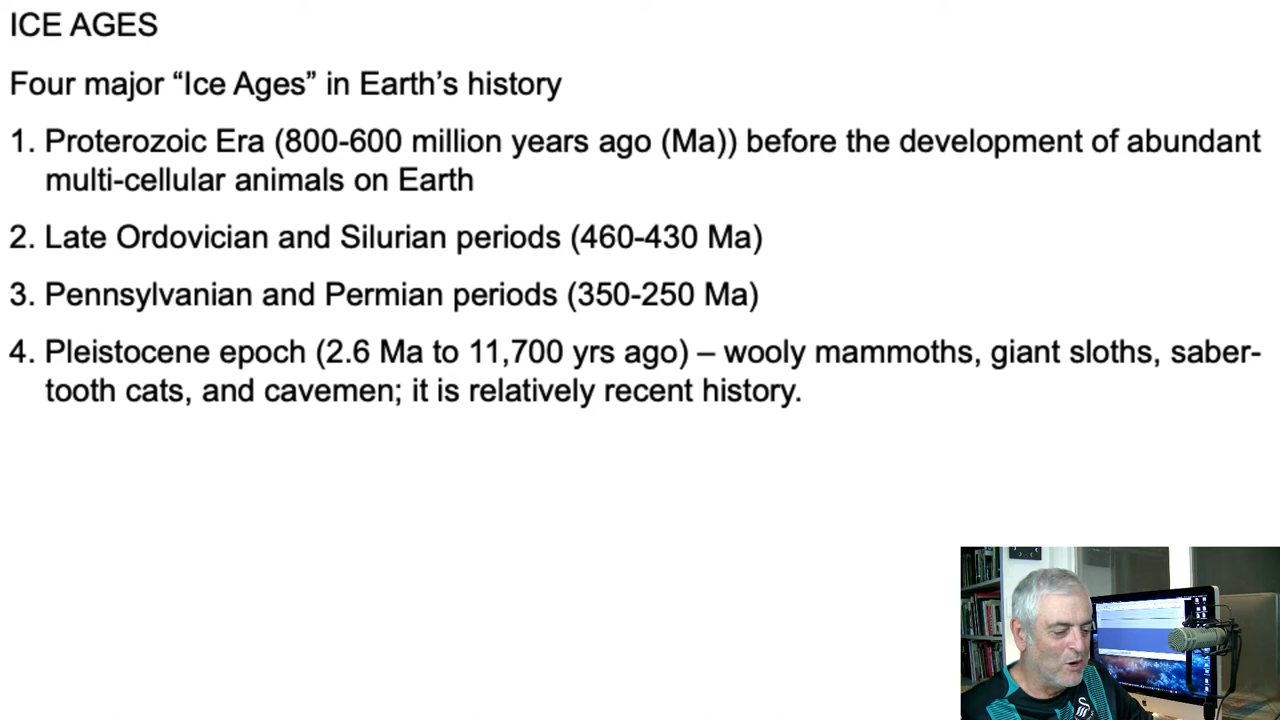 ICE AGES
Four major “Ice Ages” in Earth’s history
1. Proterozoic Era (800-600 million years ago (Ma)) before the development of abundant
multi-cellular animals on Earth
2. Late Ordovician and Silurian periods (460-430 Ma)
3. Pennsylvanian and Permian periods (350-250 Ma)
4. Pleistocene epoch (2.6 Ma to 11,700 yrs ago) – wooly mammoths, giant sloths, saber-
tooth cats, and cavemen; it is relatively recent history.